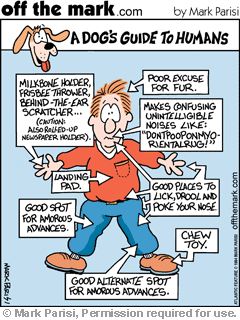 off the mark.com
by Mark Parisi
A DOG'S GUIDE TO HUMANS
MILKBONE HOLDER,
FRISBEE THROWER,
BEHIND-THE-EAR
SCRATCHER...
(CAUTION:
ALSO ROLLED-UP
NEWSPAPER HOLDER).
POOR EXCUSE
FOR FUR.
MAKES CONFUSING
UNINTELLIGIBLE
NOISES LIKE:
"DONTPOOPONMYO-
RIENTALRUG!"
LANDING
PAD.
GOOD PLACES TO
LICK, DROOL AND
POKE YOUR NOSE
GOOD SPOT
FOR AMOROUS
ADVANCES.
CHEW
TOY.
GOOD ALTERNATE SPOT
FOR AMOROUS ADVANCES.
MARK PARISI
offthemark.com
© Mark Parisi, Permission required for use.